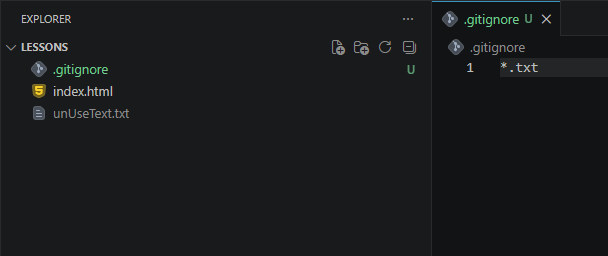 EXPLORER
LESSONS
.gitignore U
index.html
unUseText.txt
.gitignore U
.gitignore
1 *.txt